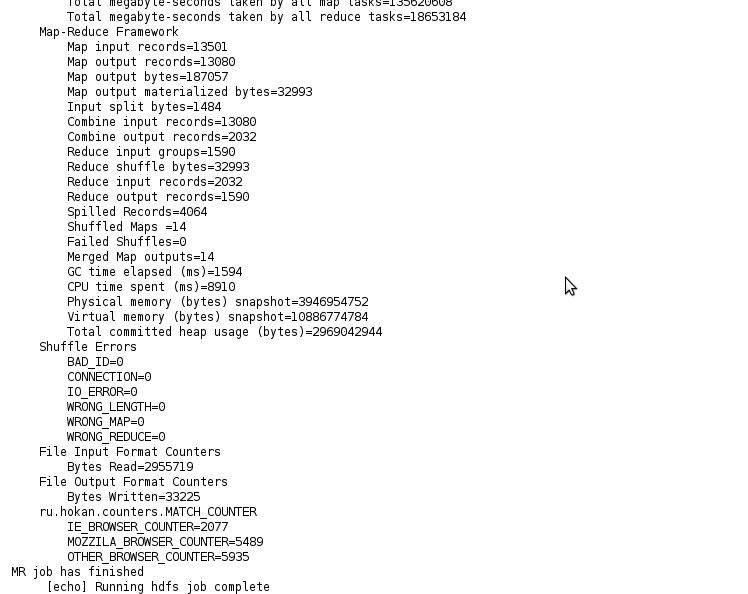 Total megabyte-seconds taken by all map tasks=135620608
Total megabyte-seconds taken by all reduce tasks=18653184
Map-Reduce Framework
Map input records=13501
Map output records=13080
Map output bytes=187057
Map output materialized bytes=32993
Input split bytes=1484
Combine input records=13080
Combine output records=2032
Reduce input groups=1590
Reduce shuffle bytes=32993
Reduce input records=2032
Reduce output records=1590
Spilled Records=4064
Shuffled Maps =14
Failed Shuffles=0
Merged Map outputs=14
GC time elapsed (ms)=1594
CPU time spent (ms)=8910
Physical memory (bytes) snapshot=3946954752
Virtual memory (bytes) snapshot=10886774784
Total committed heap usage (bytes)=2969042944
Shuffle Errors
BAD_ID=0
CONNECTION=0
IO_ERROR=0
WRONG_LENGTH=0
WRONG_MAP=0
WRONG_REDUCE=0
File Input Format Counters
Bytes Read=2955719
File Output Format Counters
Bytes Written=33225
ru.hokan.counters.MATCH_COUNTER
IE_BROWSER_COUNTER=2077
MOZZILA_BROWSER_COUNTER=5489
OTHER_BROWSER_COUNTER=5935
MR job has finished
[echo] Running hdfs job complete